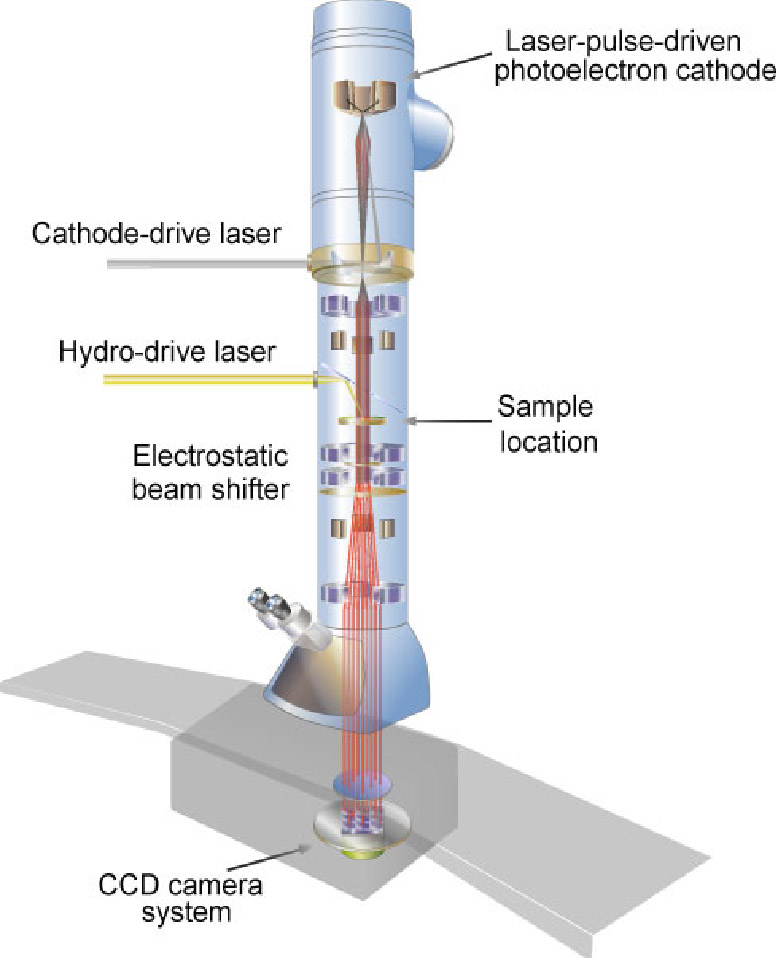 Laser-pulse-driven
photoelectron cathode
Cathode-drive laser
Hydro-drive laser
Sample
location
Electrostatic
beam shifter
CCD camera
system